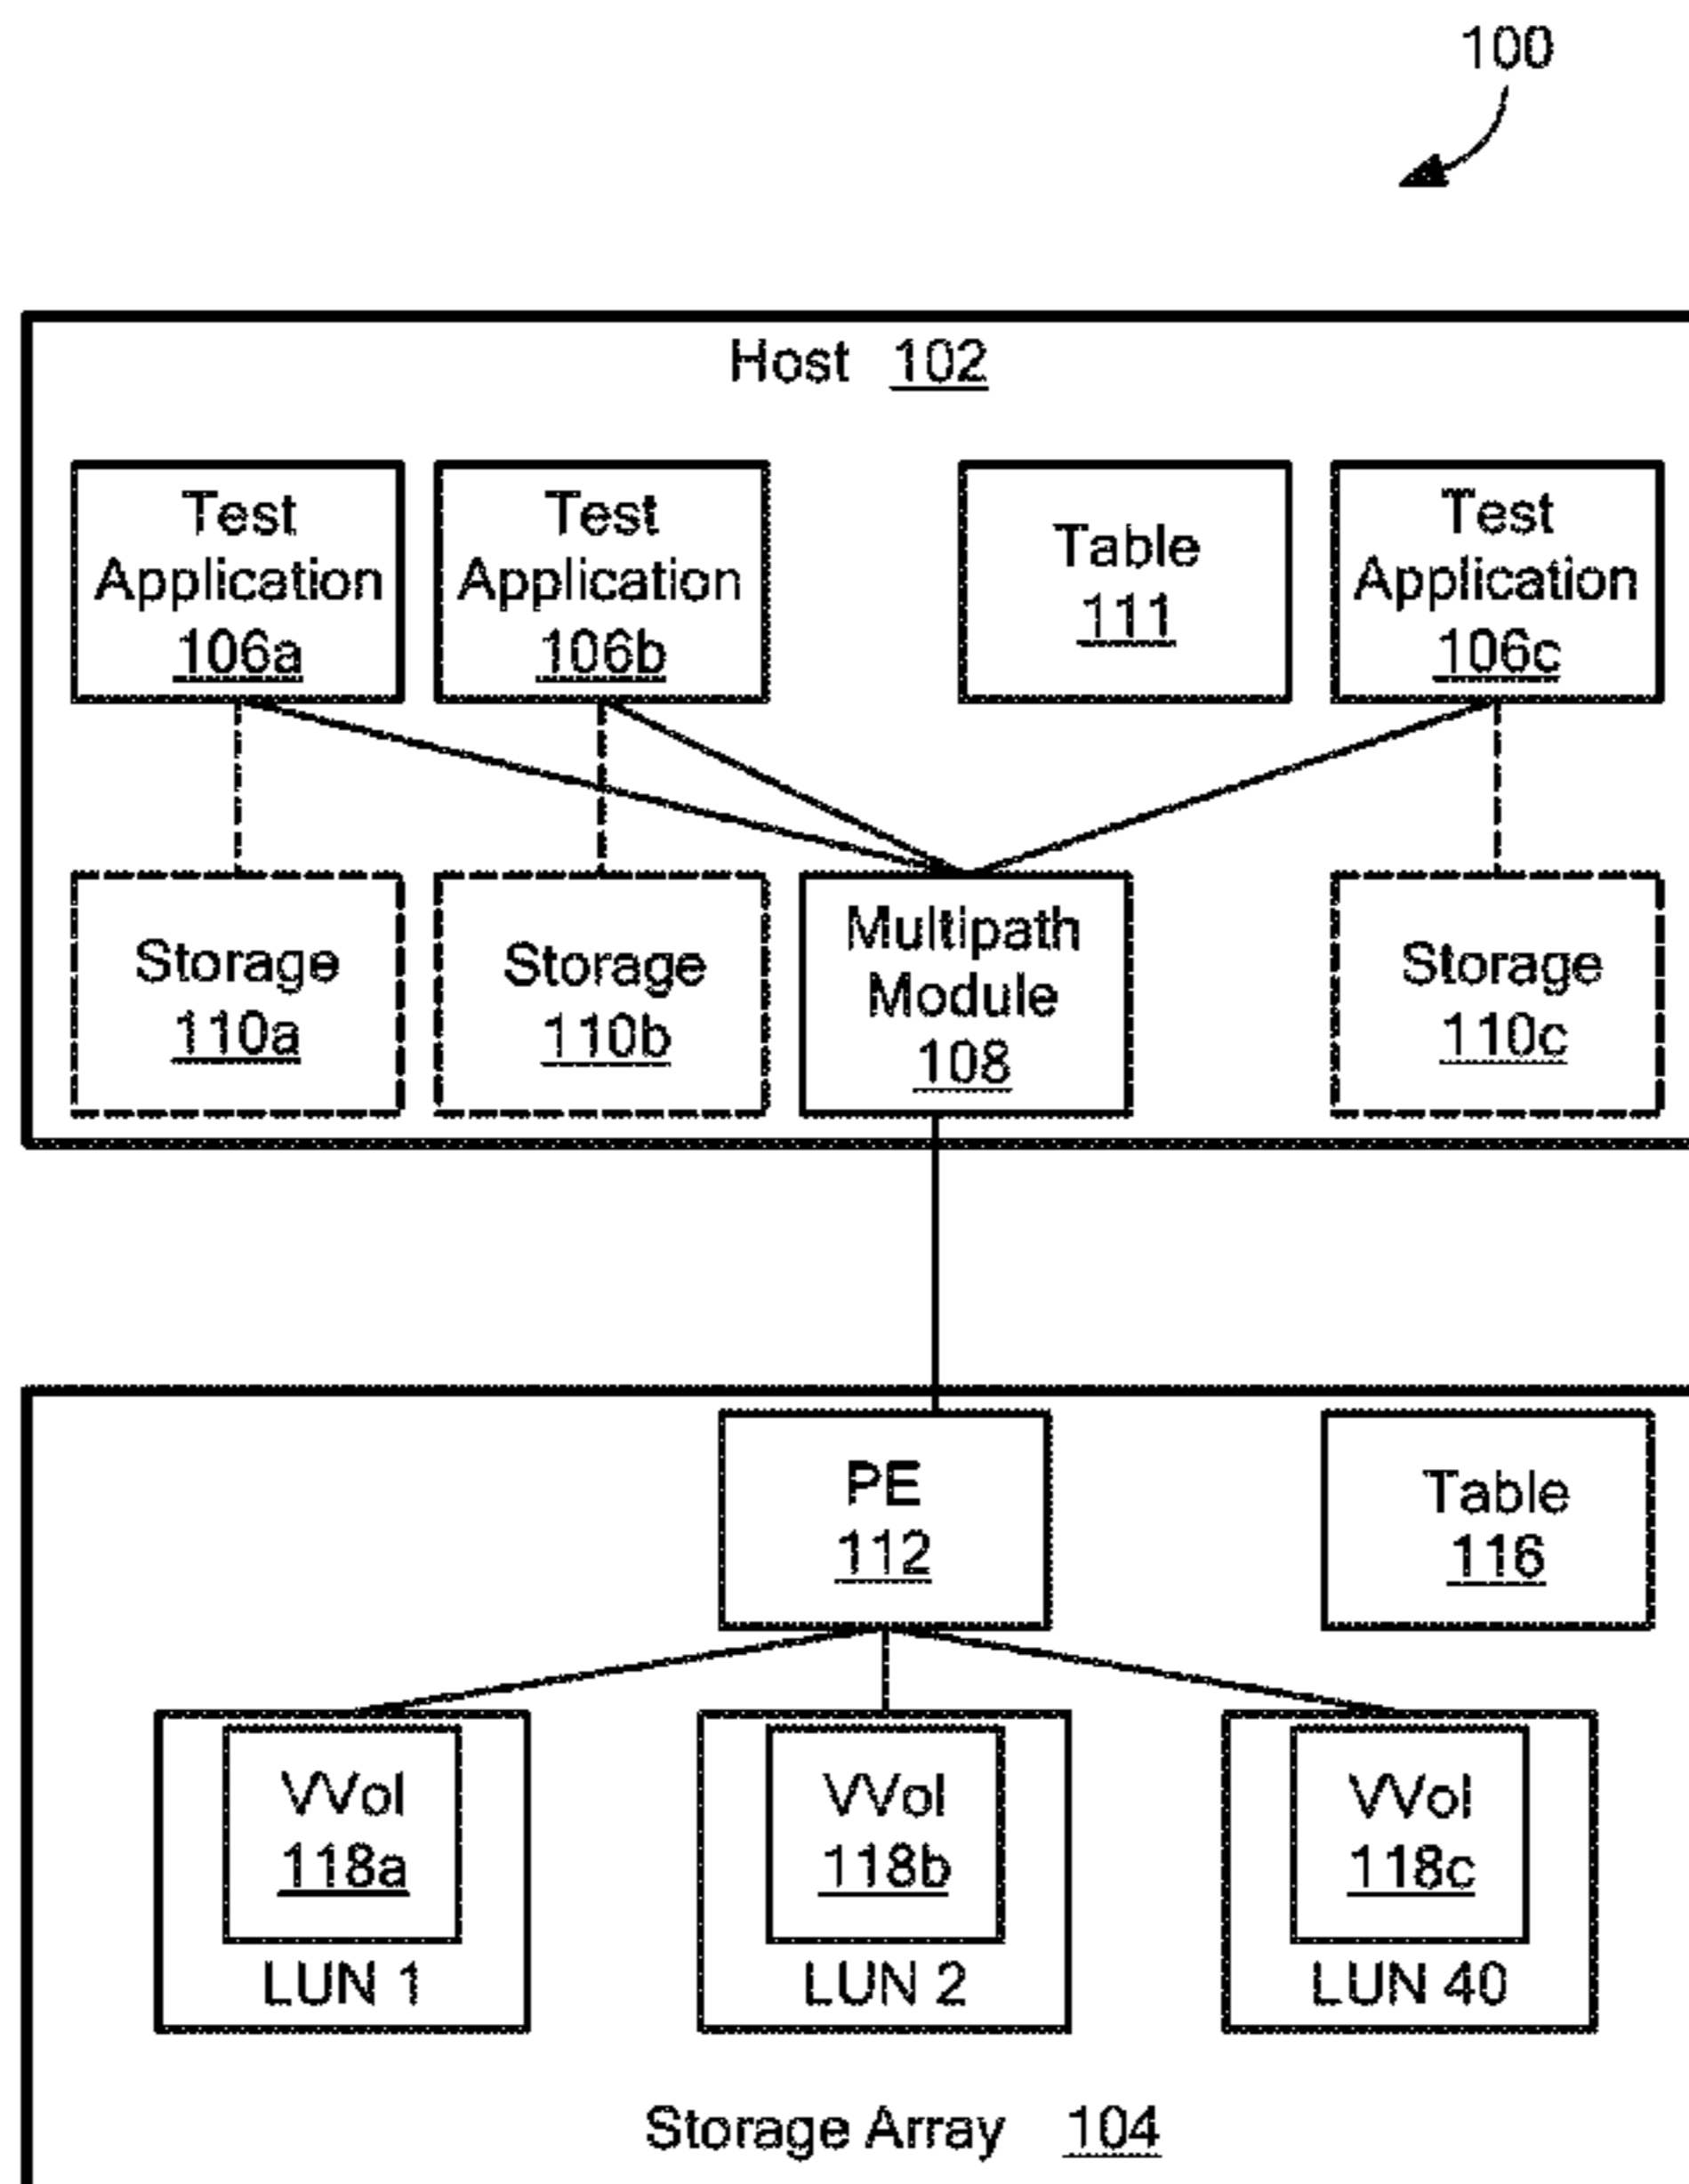 100
Host 102
Test
Application
106a
Test
Application
106b
Table
111
Test
Application
106c
Storage
110a
Storage
110b
Multipath
Module
108
Storage
110c
PE
112
Table
116
VVol
118a
LUN 1
VVol
118b
LUN 2
VVol
118c
LUN 40
Storage Array 104